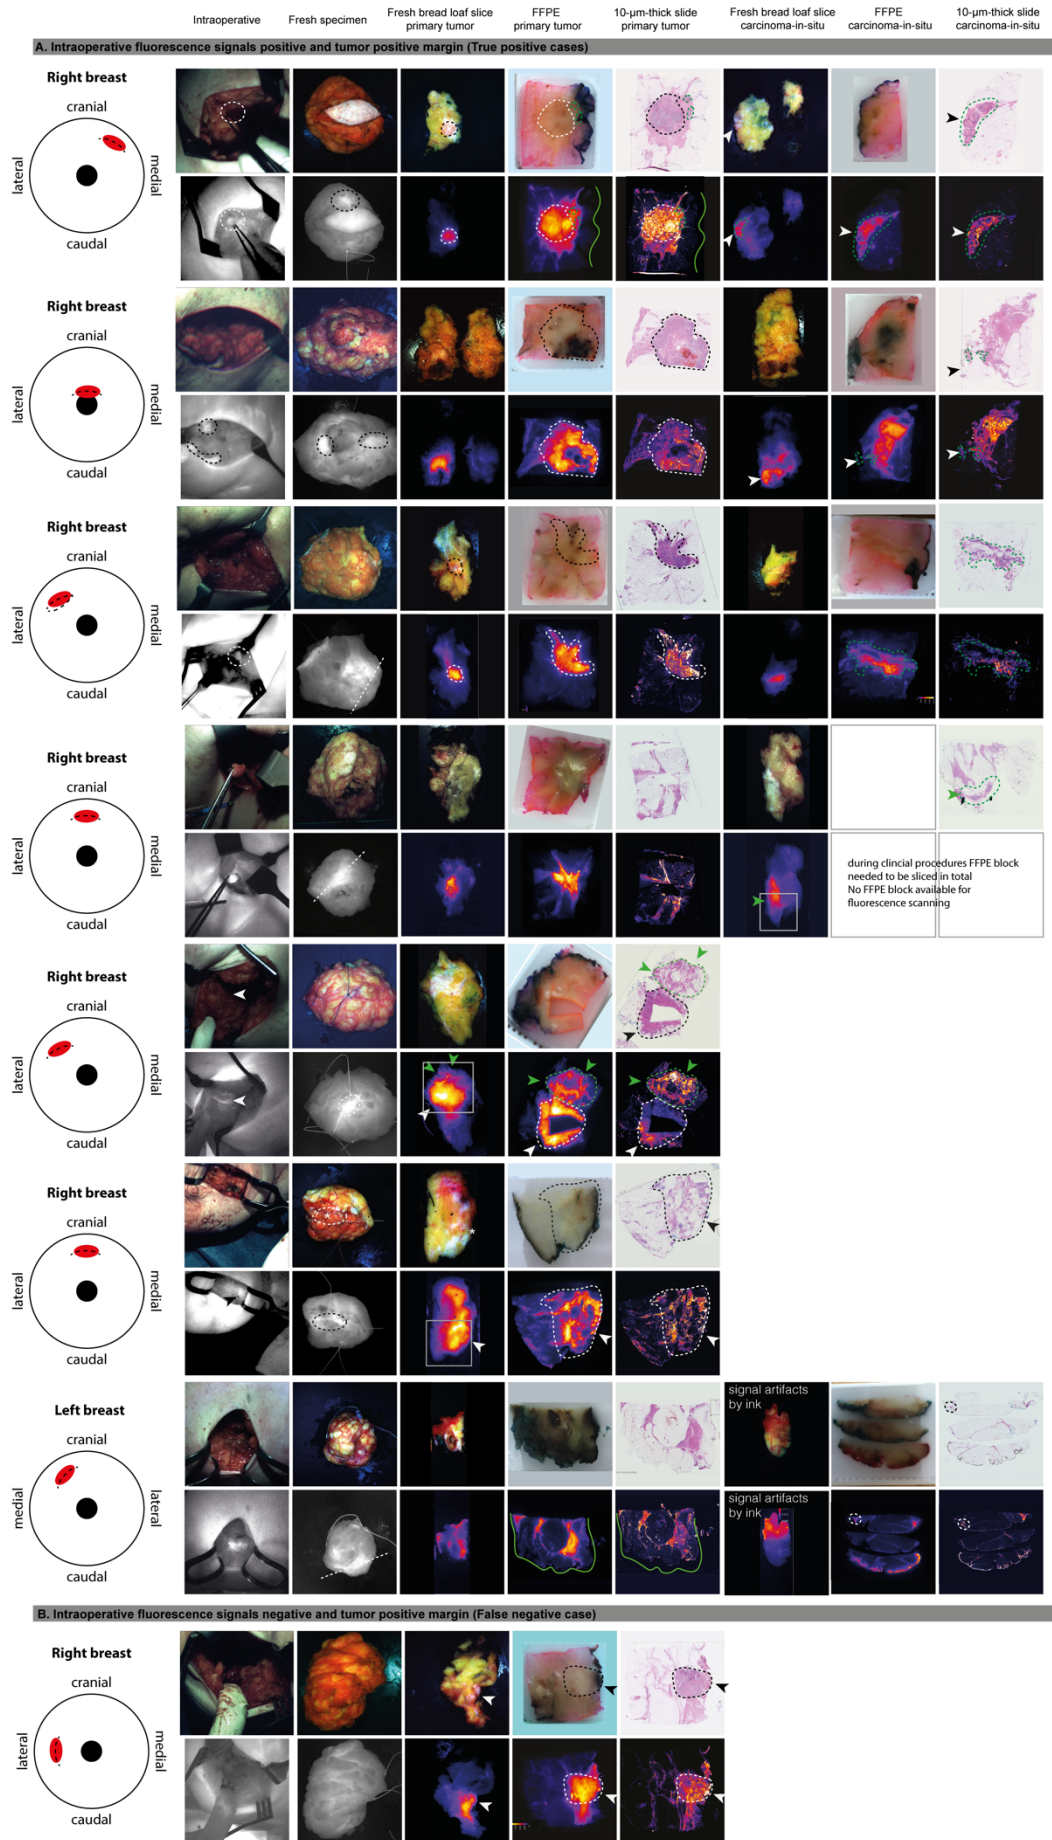 Intraoperative
Fresh specimen
Fresh bread loaf slice
primary tumor
FFPE
primary tumor
10-µm-thick slide
primary tumor
Fresh bread loaf slice
carcinoma-in-situ
FFPE
carcinoma-in-situ
10-µm-thick slide
carcinoma-in-situ
A. Intraoperative fluorescence signals positive and tumor positive margin (True positive cases)
Right breast
cranial
lateral
medial
caudal
Right breast
cranial
lateral
medial
caudal
Right breast
cranial
lateral
medial
caudal
Right breast
cranial
lateral
medial
caudal
during clincial procedures FFPE block
needed to be sliced in total
No FFPE block available for
fluorescence scanning
Right breast
cranial
lateral
medial
caudal
Right breast
cranial
lateral
medial
caudal
*
*
Left breast
cranial
medial
lateral
caudal
signal artifacts
by ink
signal artifacts
by ink
B. Intraoperative fluorescence signals negative and tumor positive margin (False negative case)
Right breast
cranial
lateral
medial
caudal